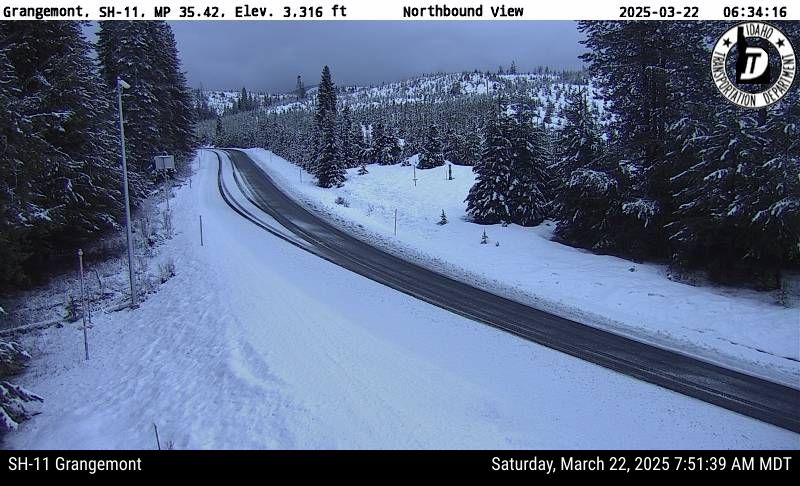 Grangemont, SH-11, MP 35.42, Elev. 3,316 ft Northbound View 2025-03-22 06:34:16
IDAHO
TRANSPORTATION DEPARTMENT
SH-11 Grangemont Saturday, March 22, 2025 7:51:39 AM MDT